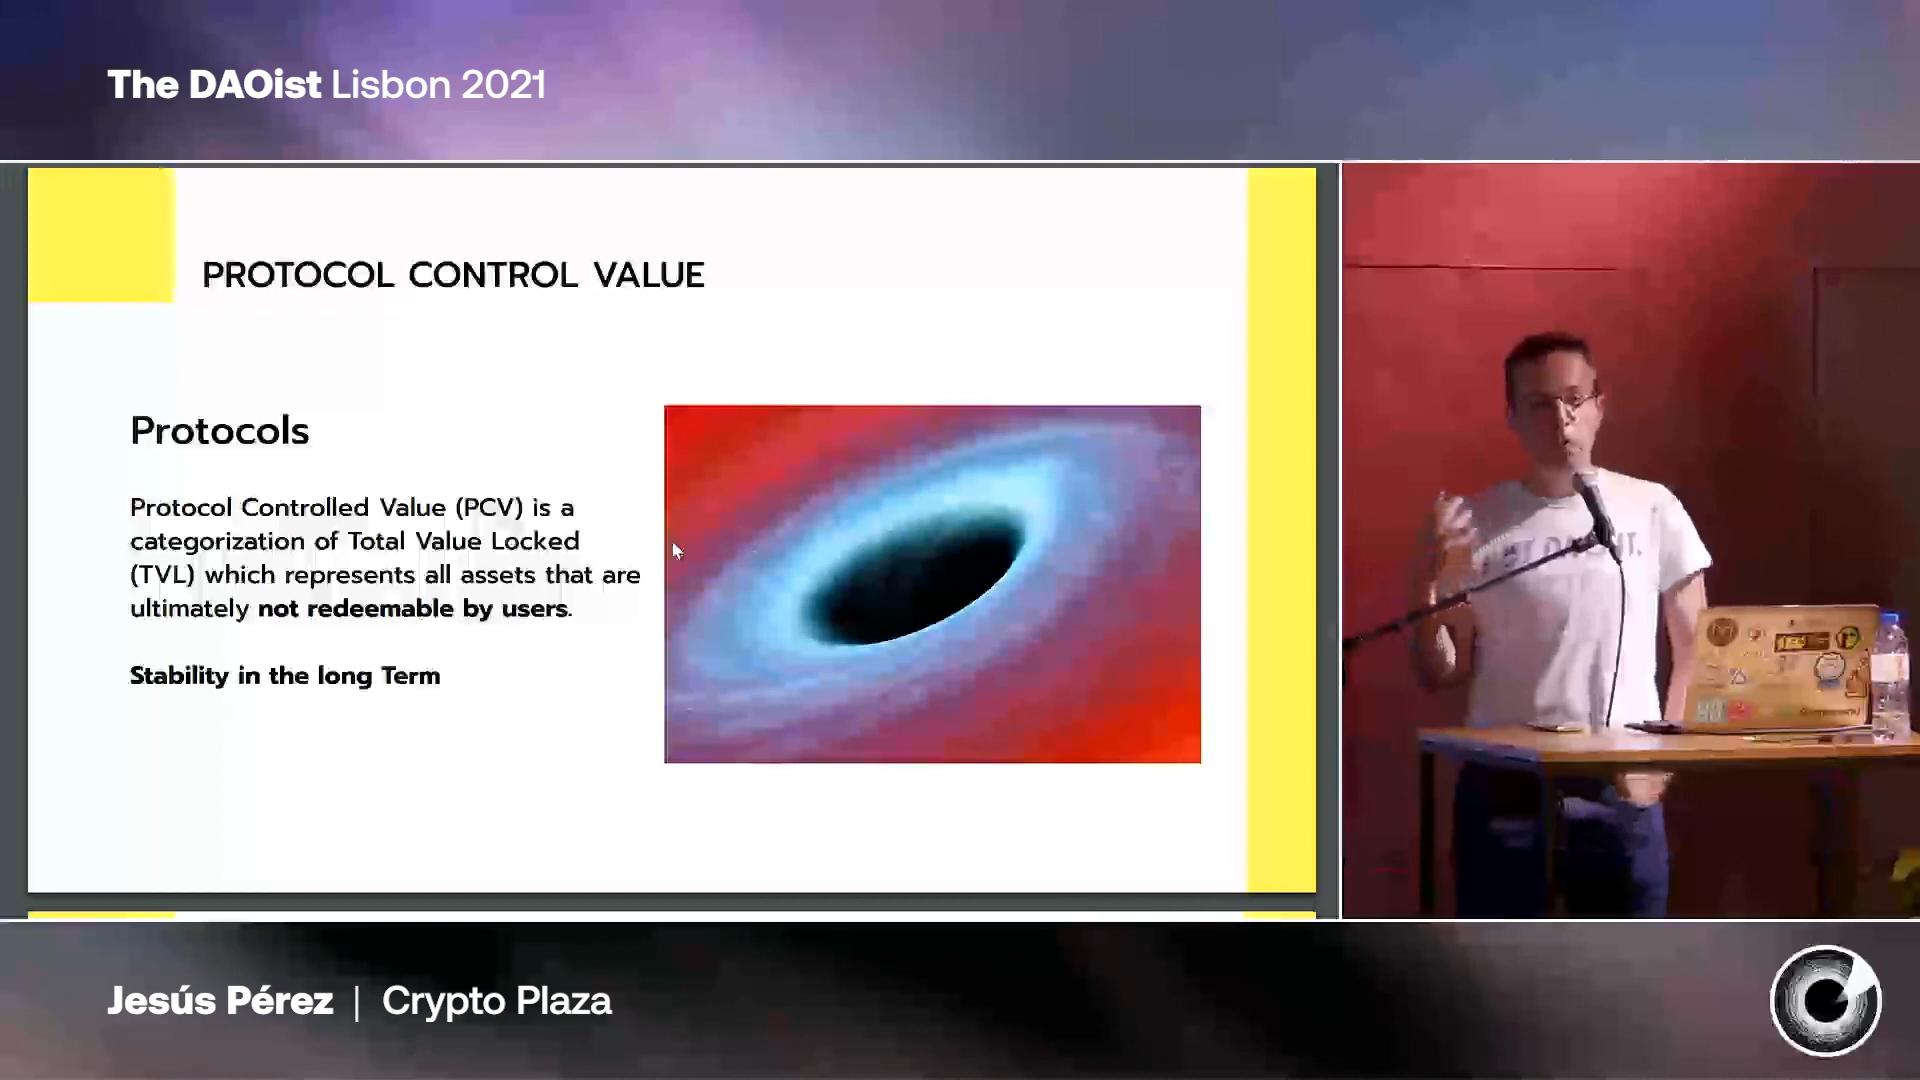 The DAOist Lisbon 2021
PROTOCOL CONTROL VALUE
Protocols
Protocol Controlled Value (PCV) is a
categorization of Total Value Locked
(TVL) which represents all assets that are
ultimately not redeemable by users.
Stability in the long Term
Jesús Pérez | Crypto Plaza